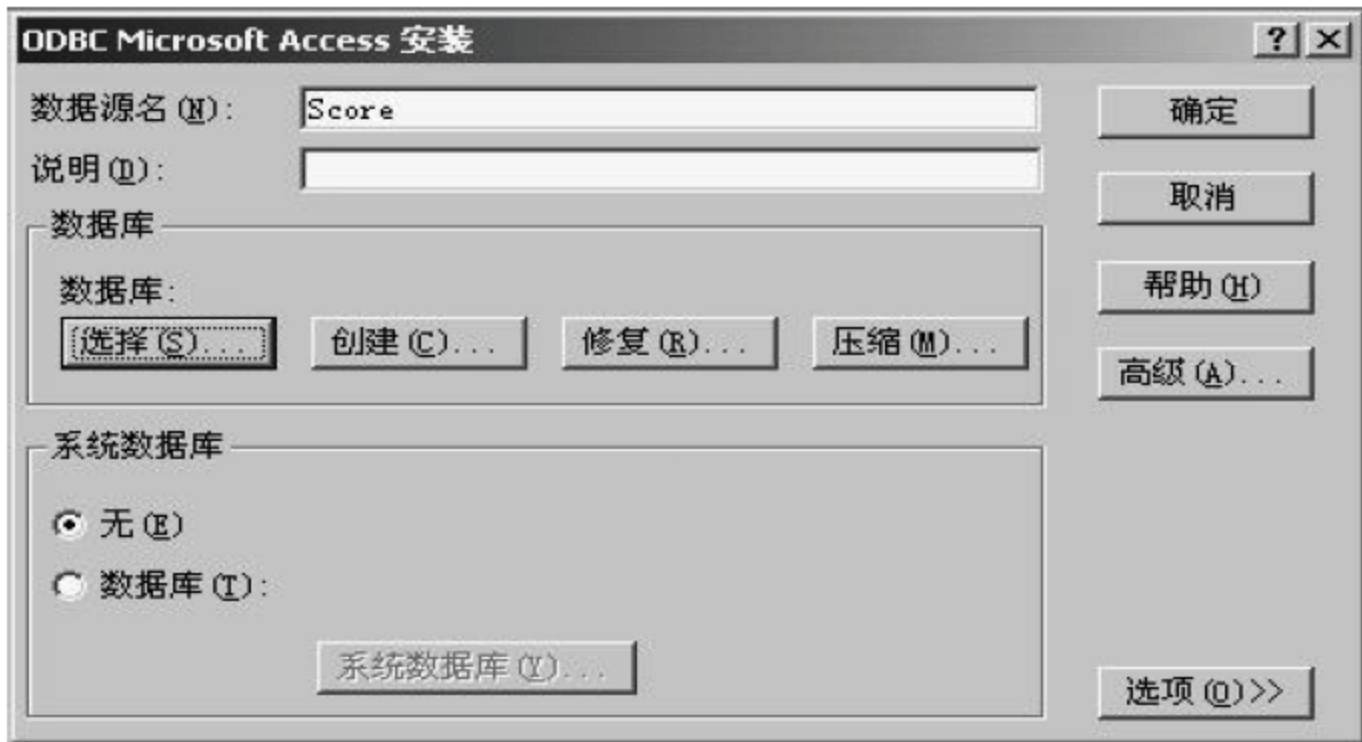 ODBC Microsoft Access 安装
数据源名(N): Score 确定
说明(D):
取消
数据库
数据库:
帮助(H)
选择(S)... 创建(C)... 修复(R)... 压缩(M)...
高级(A)...
系统数据库
无(E)
数据库(T):
系统数据库(Y)...
选项(O)>>